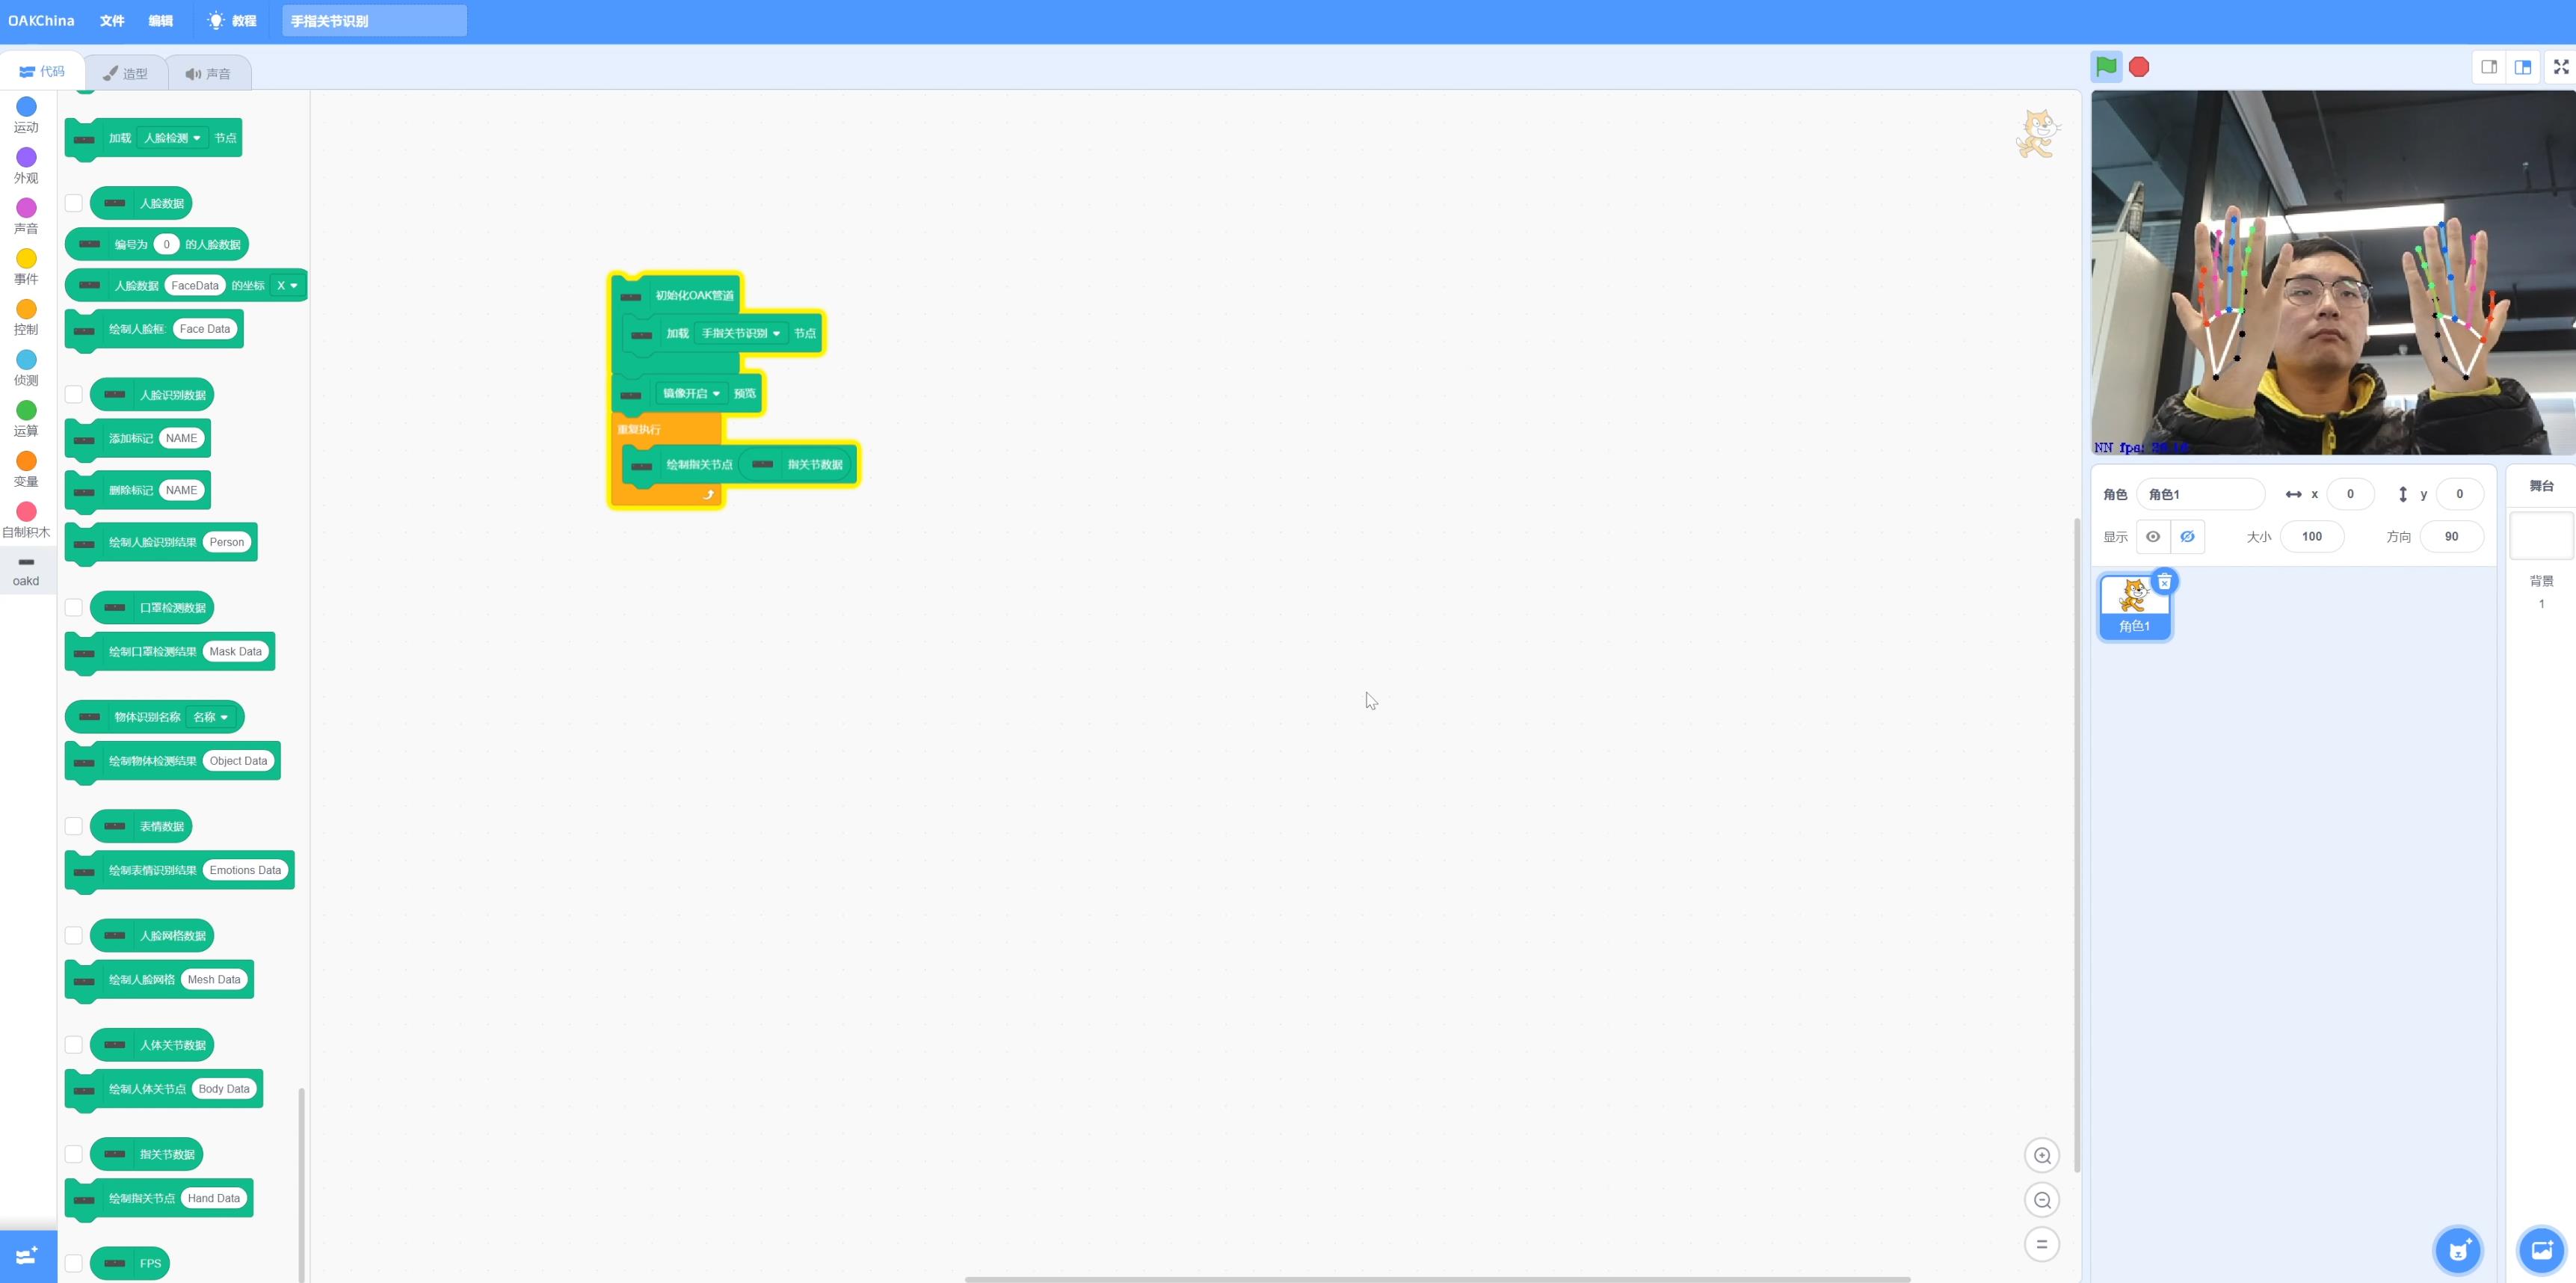 OAKChina 文件 编辑 教程 手指关节识别
代码 造型 声音
运动
外观
声音
事件
控制
侦测
运算
变量
自制积木
oakd
加载 人脸检测 节点
人脸数据
编号为 0 的人脸数据
人脸数据 FaceData 的坐标 X
绘制人脸框 Face Data
人脸识别数据
添加标记 NAME
删除标记 NAME
绘制人脸识别结果 Person
口罩检测数据
绘制口罩检测结果 Mask Data
物体识别名称 名称
绘制物体检测结果 Object Data
表情数据
绘制表情识别结果 Emotions Data
人脸网格数据
绘制人脸网格 Mesh Data
人体关节数据
绘制人体关节点 Body Data
指关节数据
绘制指关节点 Hand Data
FPS
初始化OAK管道
加载 手指关节识别 节点
镜像开启 预览
重复执行
绘制指关节点 指关节数据
NN fps:
角色 角色1 x 0 y 0
显示 大小 100 方向 90
角色1
舞台
背景
1